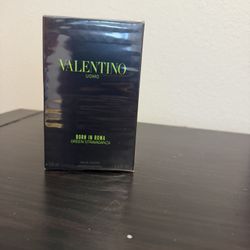 VALENTINO
UOMO
BORN IN ROMA
GREEN STRAVAGANZA